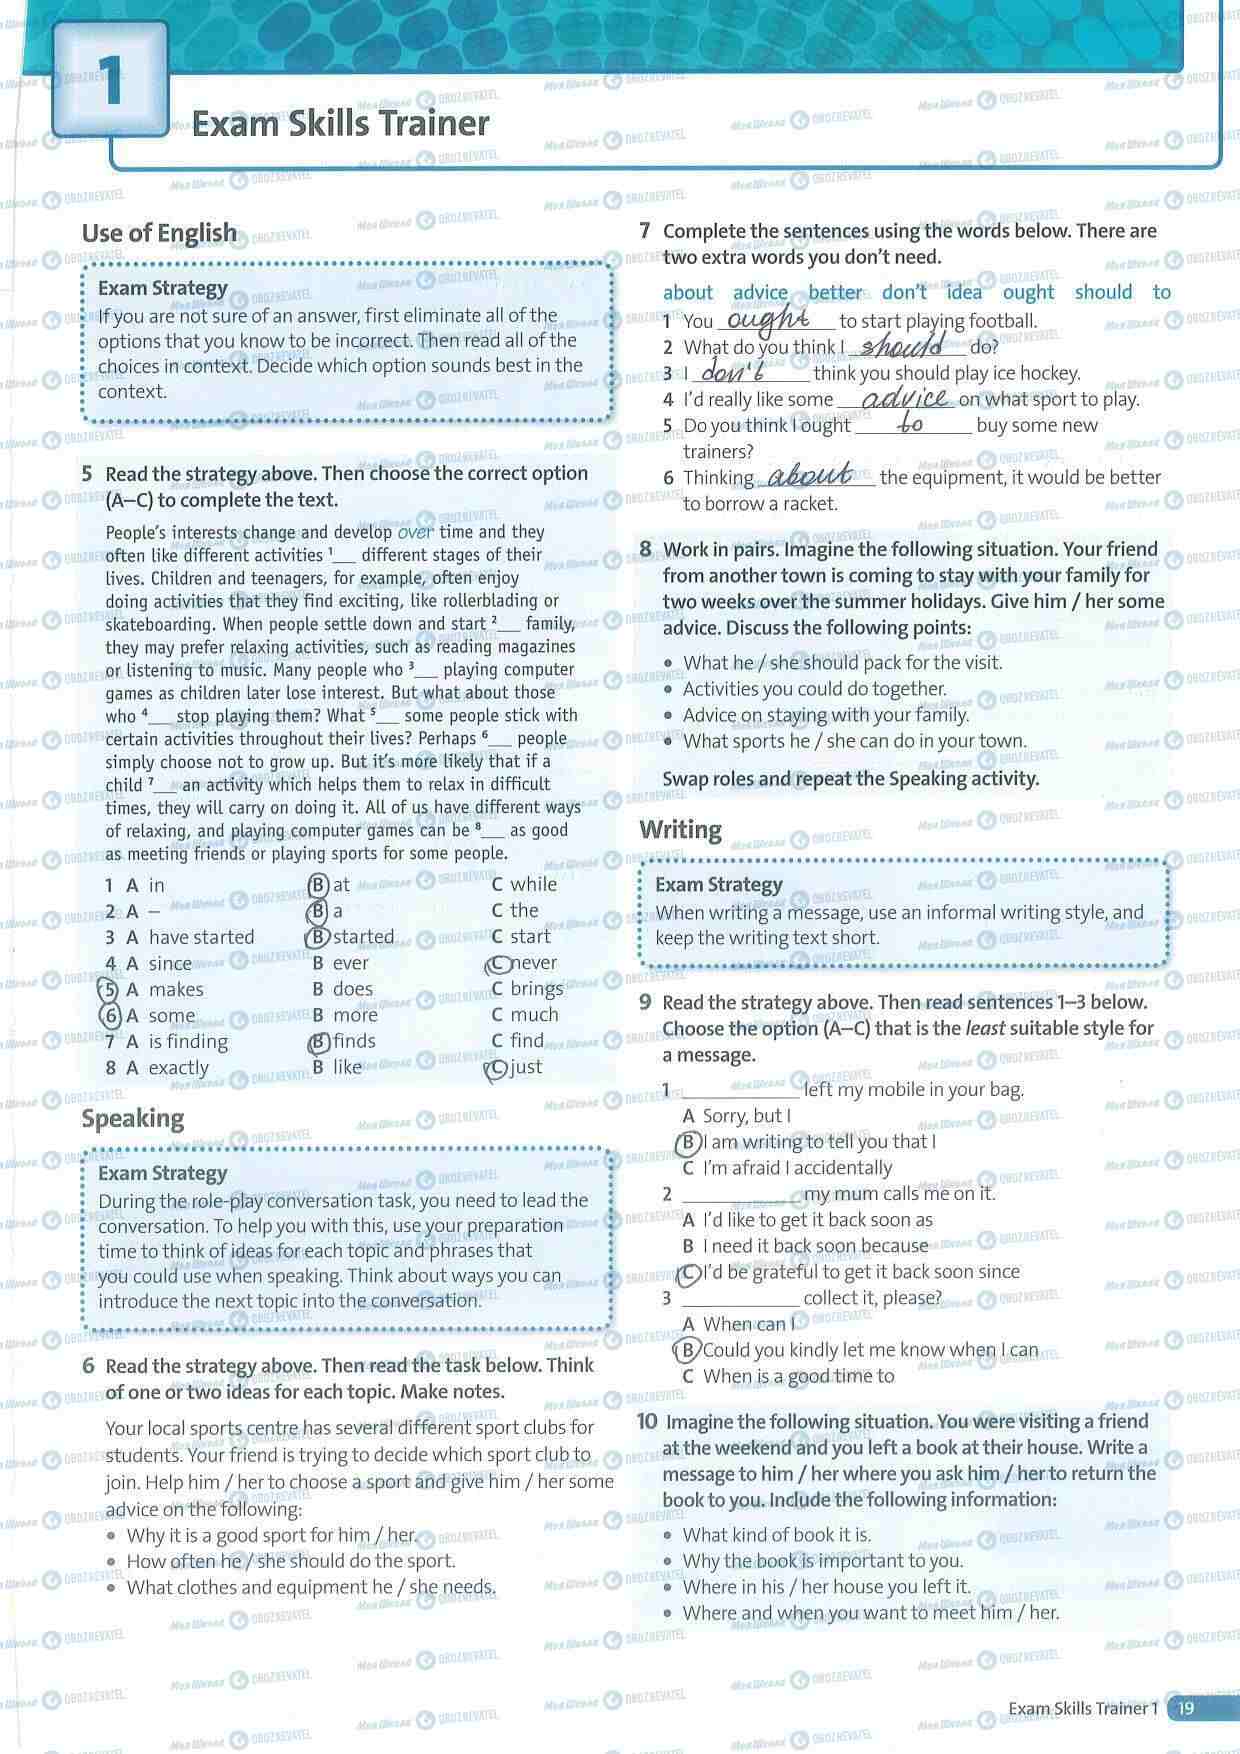 1
Exam Skills Trainer
Use of English
Exam Strategy
If you are not sure of an answer, first eliminate all of the
options that you know to be incorrect. Then read all of the
choices in context. Decide which option sounds best in the
context.
5 Read the strategy above. Then choose the correct option
(A–C) to complete the text.
People's interests change and develop over time and they
often like different activities ¹__ different stages of their
lives. Children and teenagers, for example, often enjoy
doing activities that they find exciting, like rollerblading or
skateboarding. When people settle down and start ²__ family,
they may prefer relaxing activities, such as reading magazines
or listening to music. Many people who ³__ playing computer
games as children later lose interest. But what about those
who ⁴__ stop playing them? What ⁵__ some people stick with
certain activities throughout their lives? Perhaps ⁶__ people
simply choose not to grow up. But it's more likely that if a
child ⁷__ an activity which helps them to relax in difficult
times, they will carry on doing it. All of us have different ways
of relaxing, and playing computer games can be ⁸__ as good
as meeting friends or playing sports for some people.
1 A in B at C while
2 A – B a C the
3 A have started B started C start
4 A since B ever C never
5 A makes B does C brings
6 A some B more C much
7 A is finding B finds C find
8 A exactly B like C just
Speaking
Exam Strategy
During the role-play conversation task, you need to lead the
conversation. To help you with this, use your preparation
time to think of ideas for each topic and phrases that
you could use when speaking. Think about ways you can
introduce the next topic into the conversation.
6 Read the strategy above. Then read the task below. Think
of one or two ideas for each topic. Make notes.
Your local sports centre has several different sport clubs for
students. Your friend is trying to decide which sport club to
join. Help him / her to choose a sport and give him / her some
advice on the following:
• Why it is a good sport for him / her.
• How often he / she should do the sport.
• What clothes and equipment he / she needs.
7 Complete the sentences using the words below. There are
two extra words you don't need.
about advice better don't idea ought should to
1 You ought to start playing football.
2 What do you think I should do?
3 I don't think you should play ice hockey.
4 I'd really like some advice on what sport to play.
5 Do you think I ought to buy some new
trainers?
6 Thinking about the equipment, it would be better
to borrow a racket.
8 Work in pairs. Imagine the following situation. Your friend
from another town is coming to stay with your family for
two weeks over the summer holidays. Give him / her some
advice. Discuss the following points:
• What he / she should pack for the visit.
• Activities you could do together.
• Advice on staying with your family.
• What sports he / she can do in your town.
Swap roles and repeat the Speaking activity.
Writing
Exam Strategy
When writing a message, use an informal writing style, and
keep the writing text short.
9 Read the strategy above. Then read sentences 1–3 below.
Choose the option (A–C) that is the least suitable style for
a message.
1 ____________ left my mobile in your bag.
A Sorry, but I
B I am writing to tell you that I
C I'm afraid I accidentally
2 ____________ my mum calls me on it.
A I'd like to get it back soon as
B I need it back soon because
C I'd be grateful to get it back soon since
3 ____________ collect it, please?
A When can I
B Could you kindly let me know when I can
C When is a good time to
10 Imagine the following situation. You were visiting a friend
at the weekend and you left a book at their house. Write a
message to him / her where you ask him / her to return the
book to you. Include the following information:
• What kind of book it is.
• Why the book is important to you.
• Where in his / her house you left it.
• Where and when you want to meet him / her.
Exam Skills Trainer 1 19